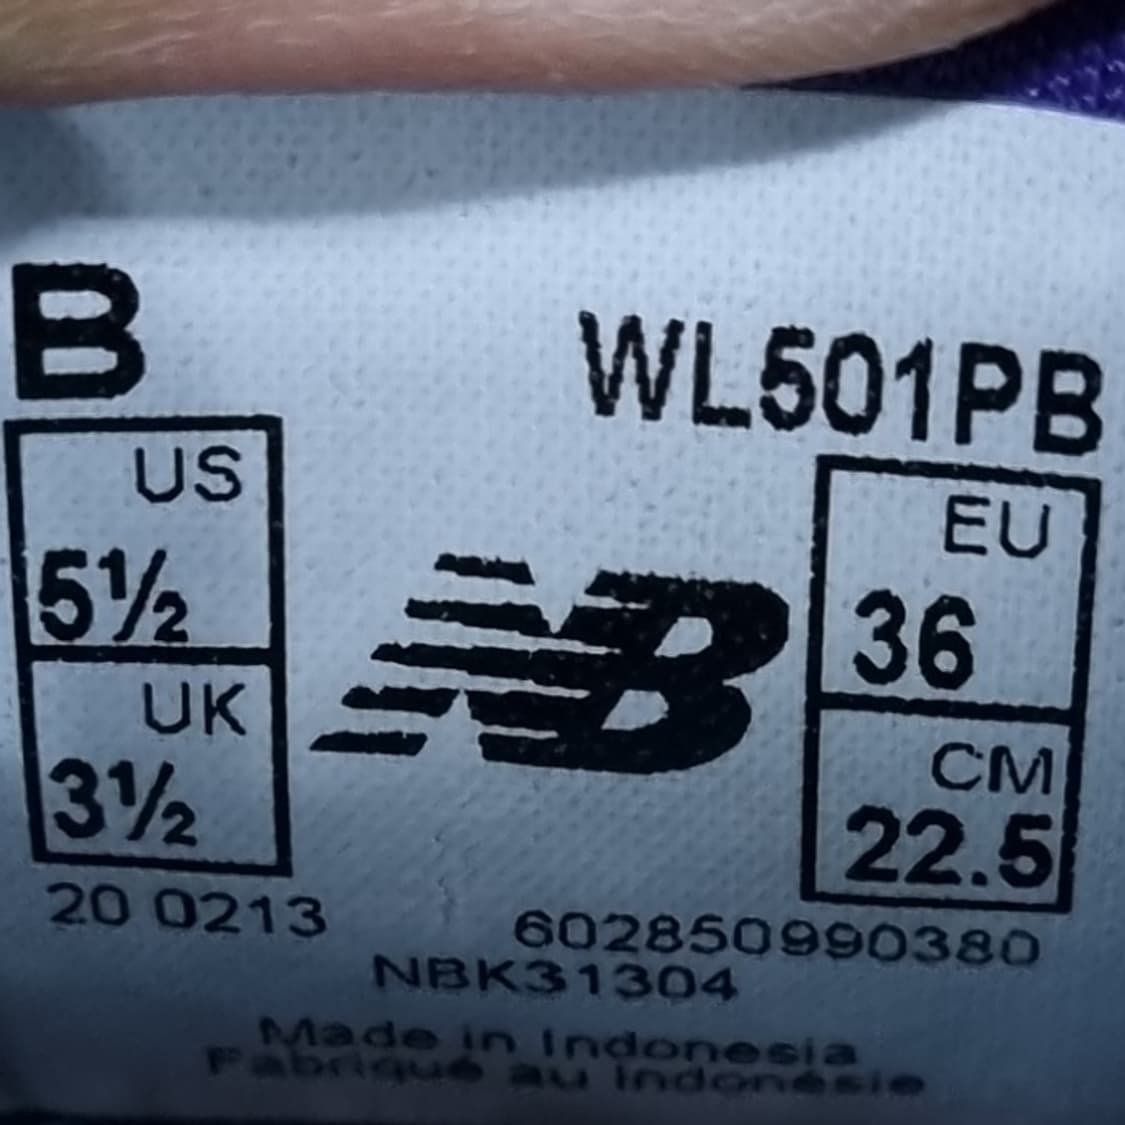 B
WL501PB
US
5½
UK
3½
NB
EU
36
CM
22.5
20 0213
602850990380
NBK31304
Made in Indonesia
Fabriqué au Indonésie